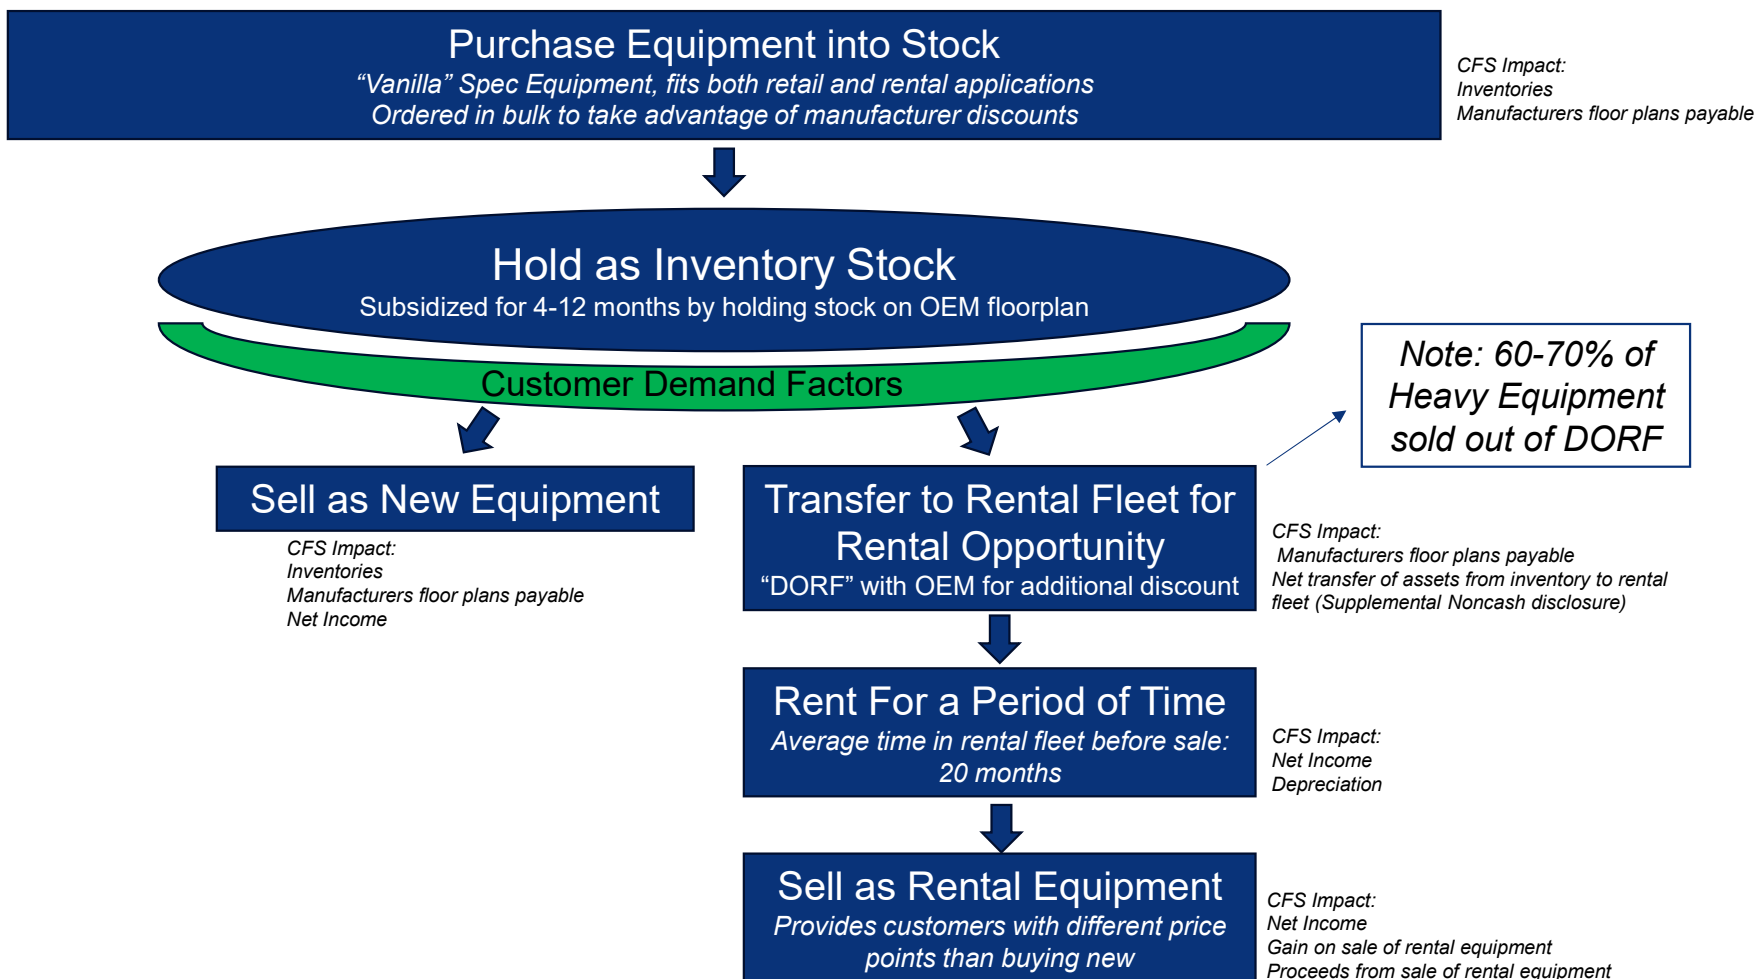 Purchase Equipment into Stock
“Vanilla” Spec Equipment, fits both retail and rental applications
Ordered in bulk to take advantage of manufacturer discounts
CFS Impact:
Inventories
Manufacturers floor plans payable
Hold as Inventory Stock
Subsidized for 4-12 months by holding stock on OEM floorplan
Customer Demand Factors
Note: 60-70% of
Heavy Equipment
sold out of DORF
Sell as New Equipment
CFS Impact:
Inventories
Manufacturers floor plans payable
Net Income
Transfer to Rental Fleet for
Rental Opportunity
“DORF” with OEM for additional discount
CFS Impact:
Manufacturers floor plans payable
Net transfer of assets from inventory to rental
fleet (Supplemental Noncash disclosure)
Rent For a Period of Time
Average time in rental fleet before sale:
20 months
CFS Impact:
Net Income
Depreciation
Sell as Rental Equipment
Provides customers with different price
points than buying new
CFS Impact:
Net Income
Gain on sale of rental equipment
Proceeds from sale of rental equipment